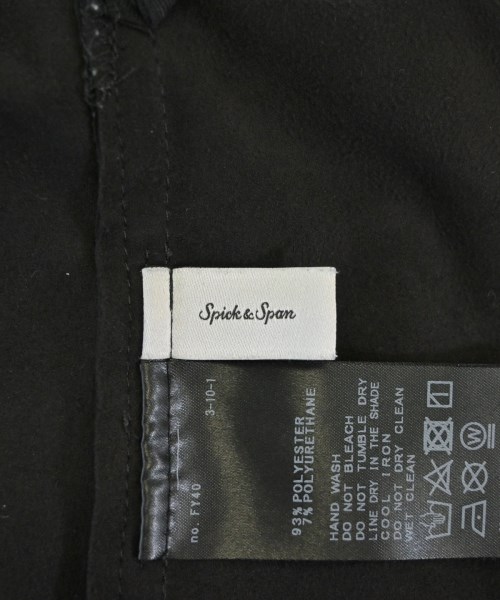 Spick & Span
3-10-1
no. FY40
93% POLYESTER
7% POLYURETHANE
HAND WASH
DO NOT BLEACH
DO NOT TUMBLE DRY
LINE DRY IN THE SHADE
COOL IRON
DO NOT DRY CLEAN
WET CLEAN
W